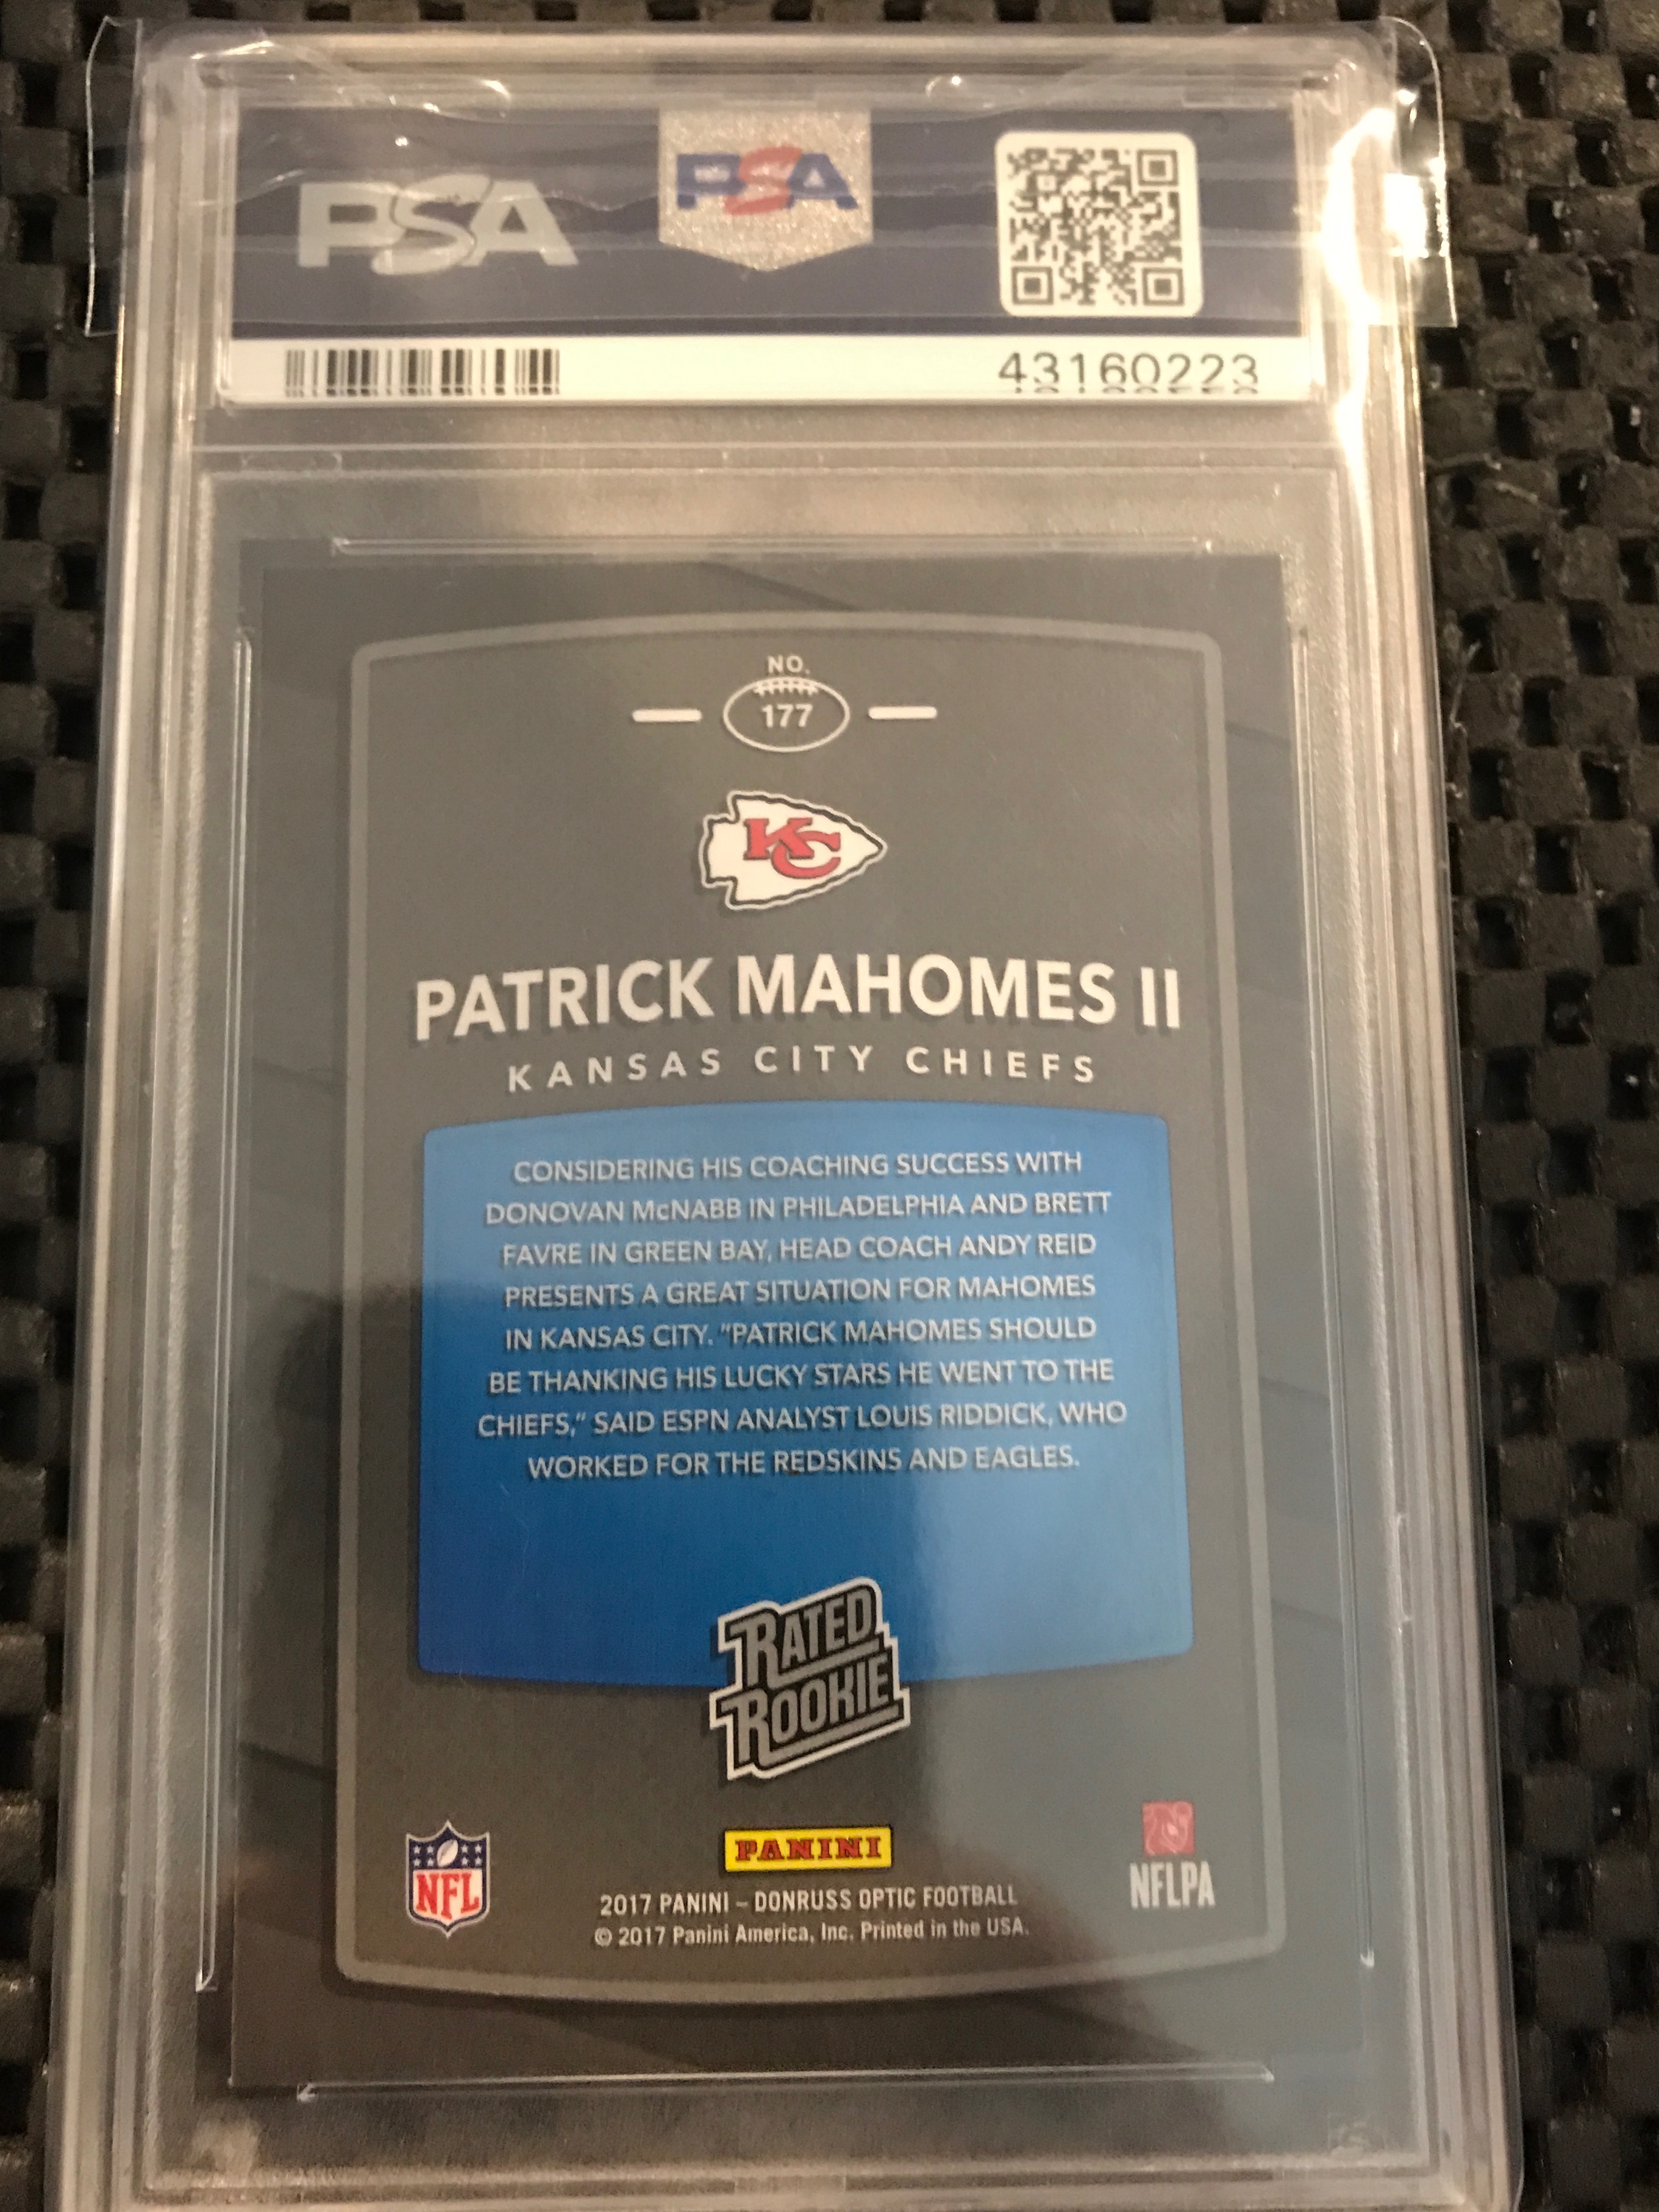 PSA PSA
43160223
NO.
177
KC
PATRICK MAHOMES II
KANSAS CITY CHIEFS
CONSIDERING HIS COACHING SUCCESS WITH
DONOVAN McNABB IN PHILADELPHIA AND BRETT
FAVRE IN GREEN BAY, HEAD COACH ANDY REID
PRESENTS A GREAT SITUATION FOR MAHOMES
IN KANSAS CITY. "PATRICK MAHOMES SHOULD
BE THANKING HIS LUCKY STARS HE WENT TO THE
CHIEFS," SAID ESPN ANALYST LOUIS RIDDICK, WHO
WORKED FOR THE REDSKINS AND EAGLES.
RATED
ROOKIE
NFL
PANINI
NFLPA
2017 PANINI – DONRUSS OPTIC FOOTBALL
© 2017 Panini America, Inc. Printed in the USA.